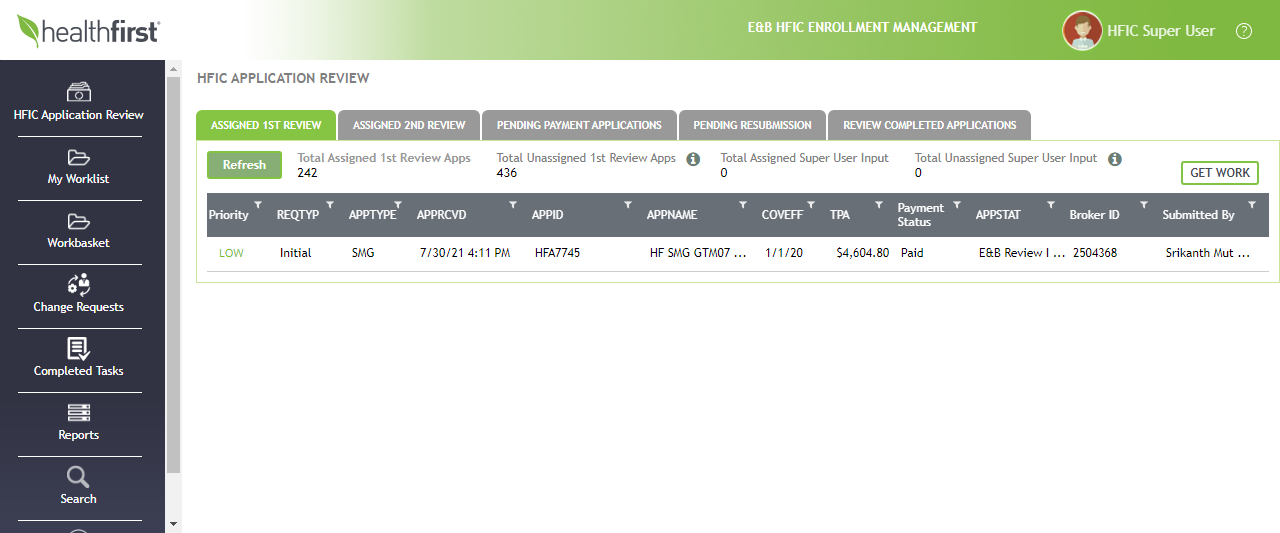 healthfirst
E&B HFIC ENROLLMENT MANAGEMENT
HFIC Super User
?
HFIC Application Review
My Worklist
Workbasket
Change Requests
Completed Tasks
Reports
Search
HFIC APPLICATION REVIEW
ASSIGNED 1ST REVIEW ASSIGNED 2ND REVIEW PENDING PAYMENT APPLICATIONS PENDING RESUBMISSION REVIEW COMPLETED APPLICATIONS
Refresh
Total Assigned 1st Review Apps Total Unassigned 1st Review Apps Total Assigned Super User Input Total Unassigned Super User Input
242 436 0 0
GET WORK
Priority REQTYP APPTYPE APPRCVD APPID APPNAME COVEFF TPA Payment Status APPSTAT Broker ID Submitted By
LOW Initial SMG 7/30/21 4:11 PM HFA7745 HF SMG GTM07 ... 1/1/20 $4,604.80 Paid E&B Review I ... 2504368 Srikanth Mut ...